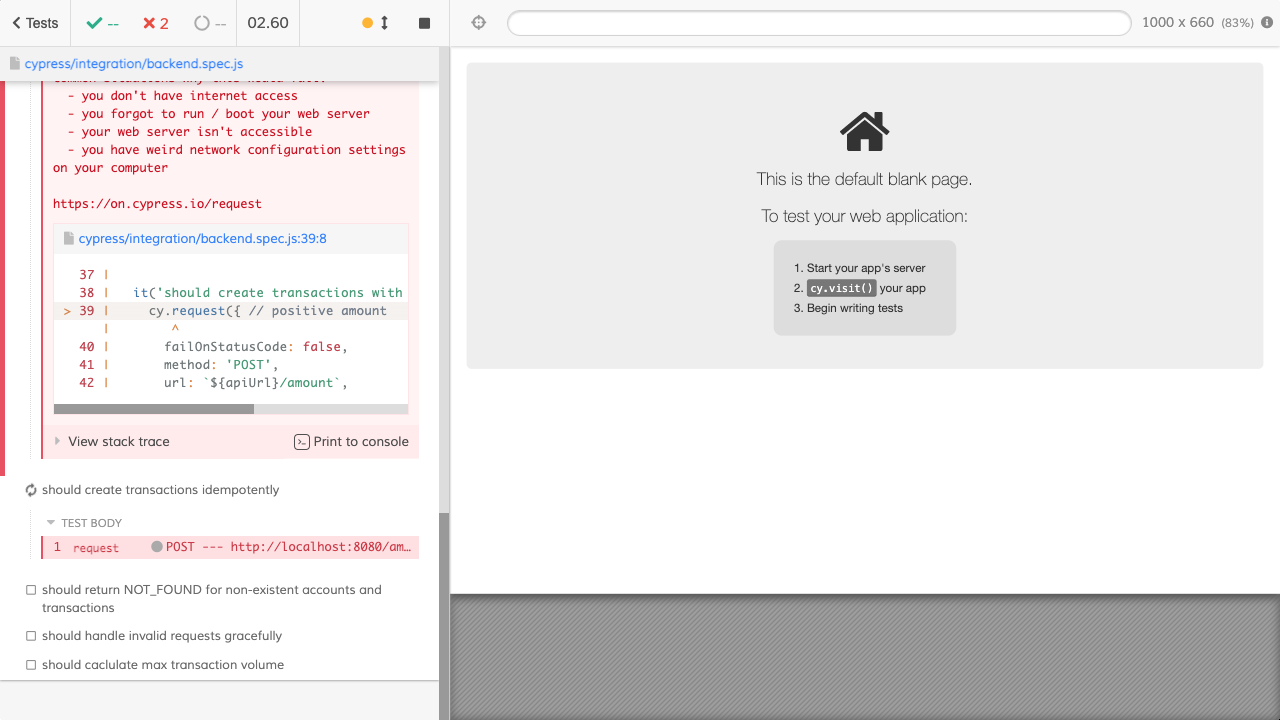 Tests
--
2
--
02.60
1000 x 660 (83%)
cypress/integration/backend.spec.js
- you don't have internet access
- you forgot to run / boot your web server
- your web server isn't accessible
- you have weird network configuration settings
on your computer
https://on.cypress.io/request
cypress/integration/backend.spec.js:39:8
37 |
38 | it('should create transactions with
> 39 | cy.request({ // positive amount
| ^
40 | failOnStatusCode: false,
41 | method: 'POST',
42 | url: `${apiUrl}/amount`,
View stack trace
Print to console
should create transactions idempotently
TEST BODY
1 request POST --- http://localhost:8080/am…
should return NOT_FOUND for non-existent accounts and
transactions
should handle invalid requests gracefully
should caclulate max transaction volume
This is the default blank page.
To test your web application:
1. Start your app's server
2. cy.visit() your app
3. Begin writing tests